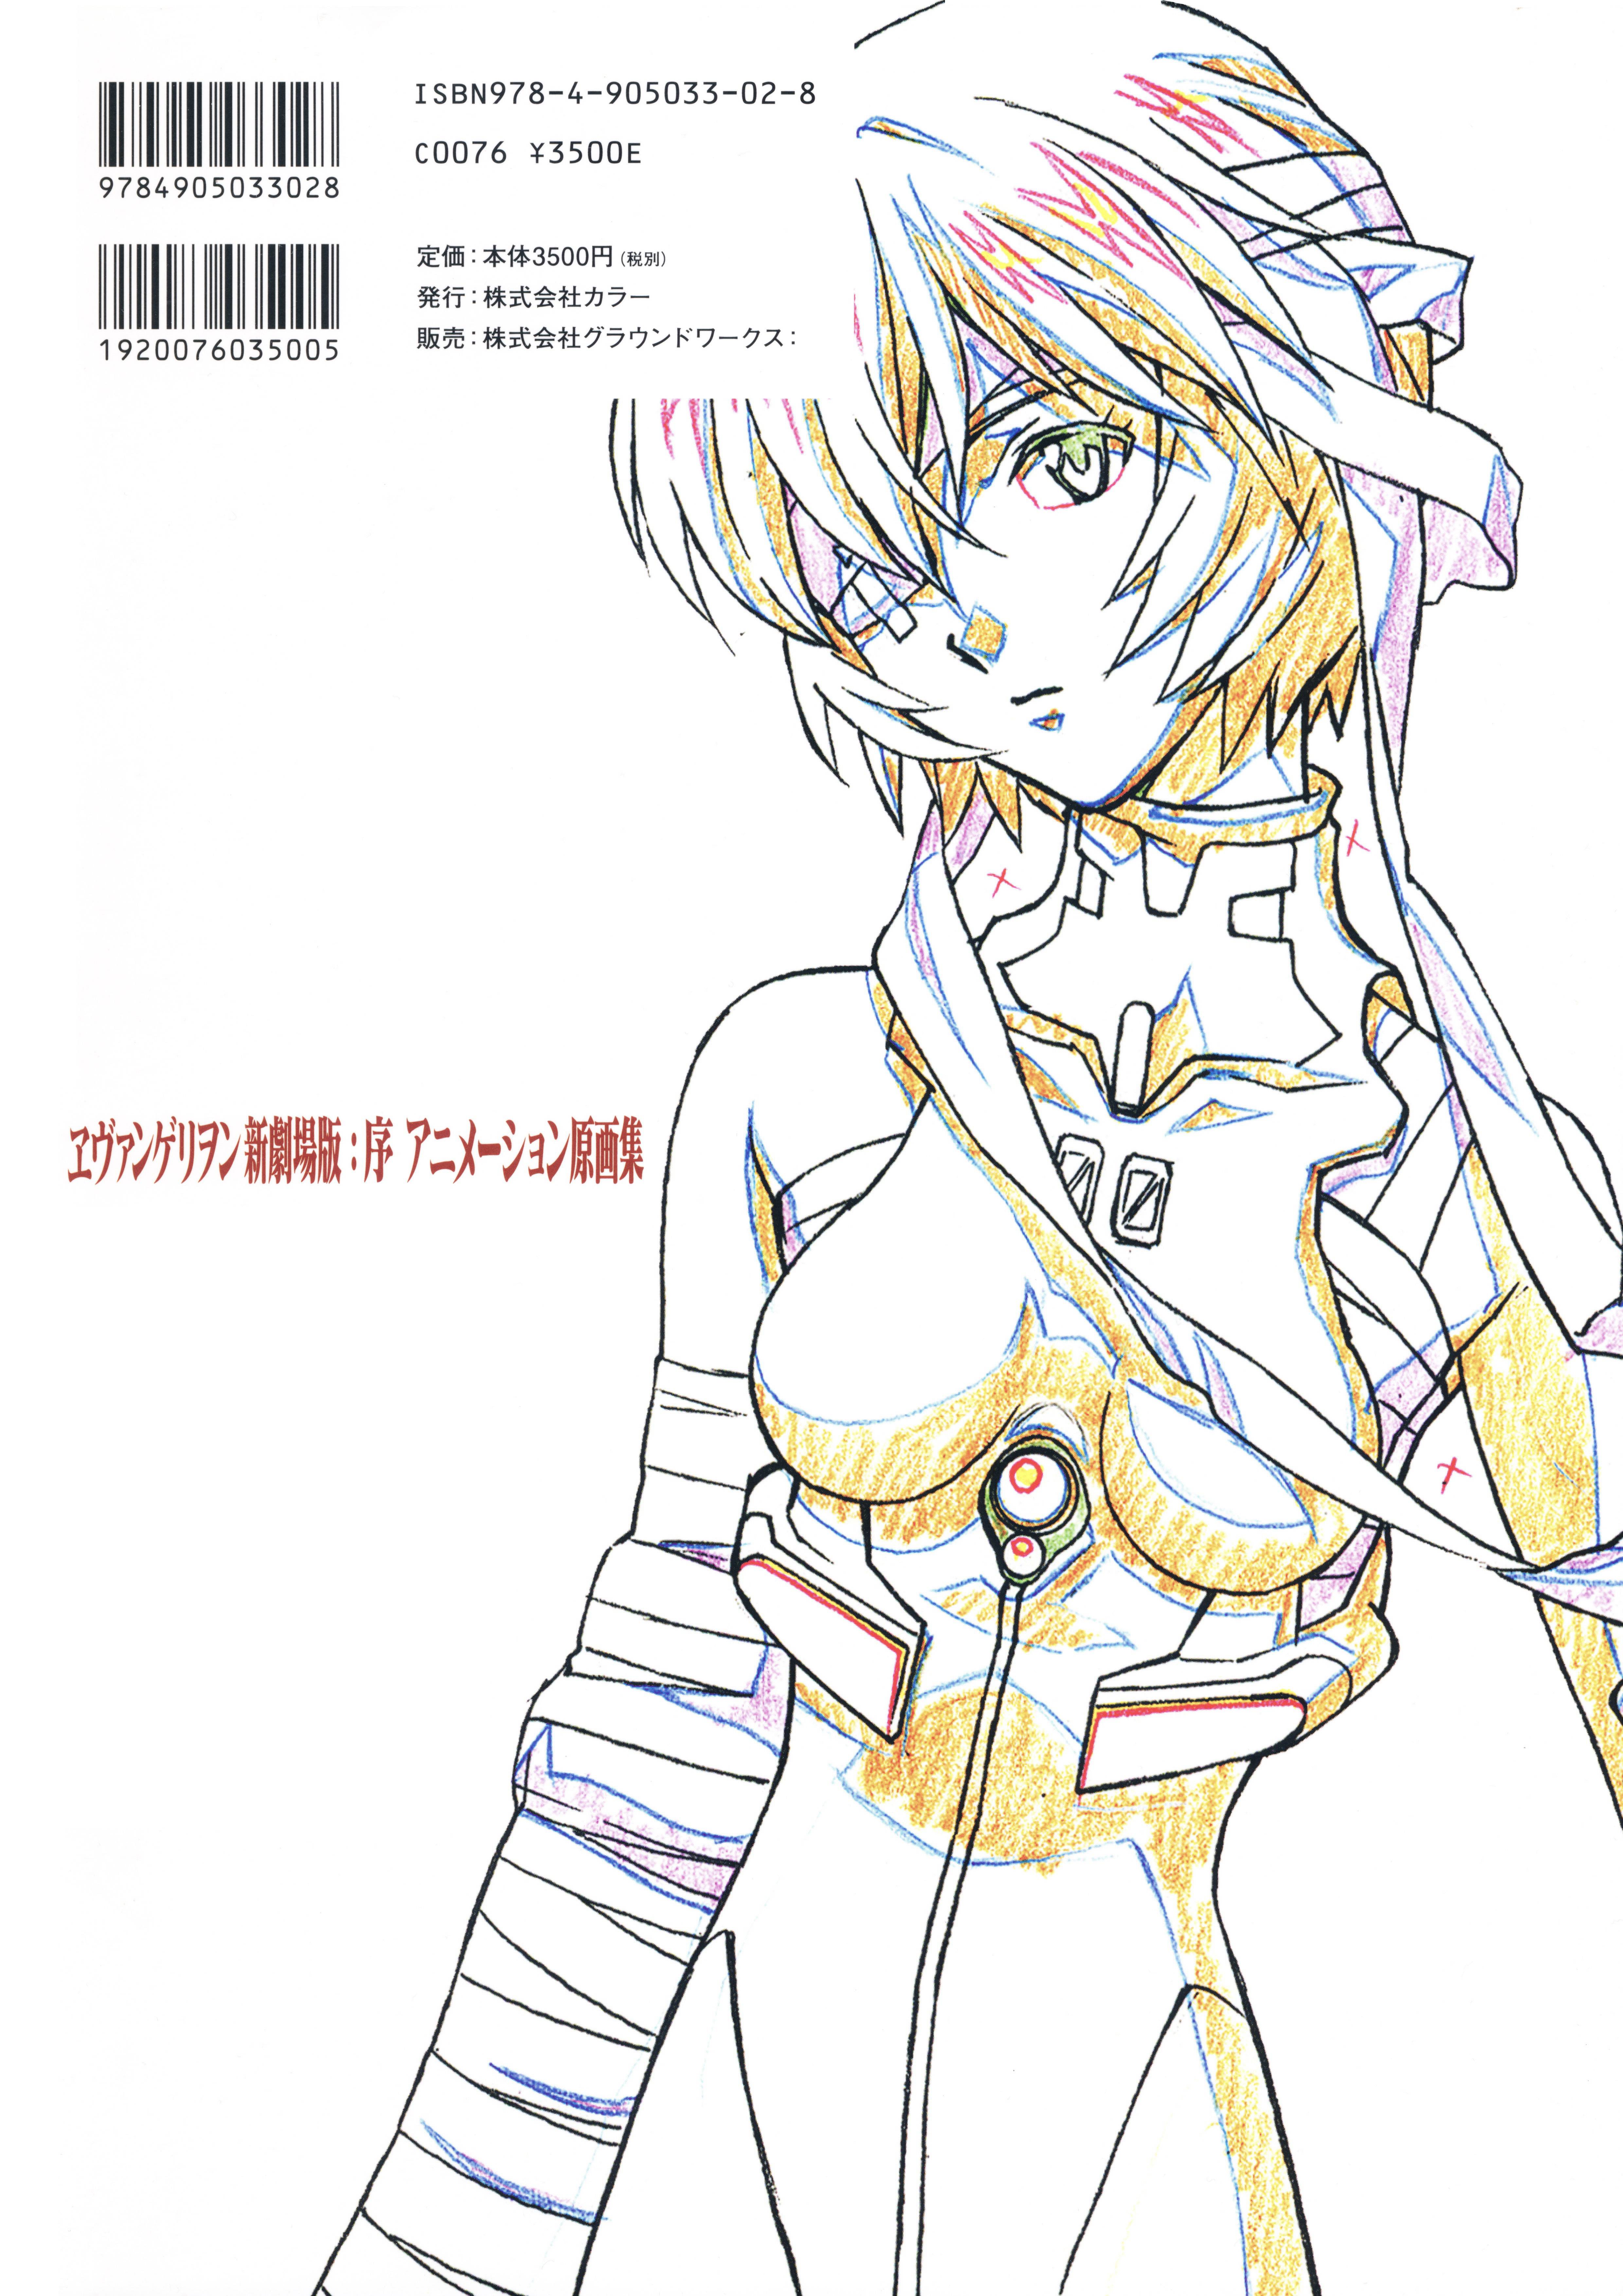 ISBN978-4-905033-02-8
C0076 ¥3500E
9784905033028
定価：本体3500円（税別）
発行：株式会社カラー
販売：株式会社グラウンドワークス：
1920076035005
ヱヴァンゲリヲン新劇場版：序 アニメーション原画集
00